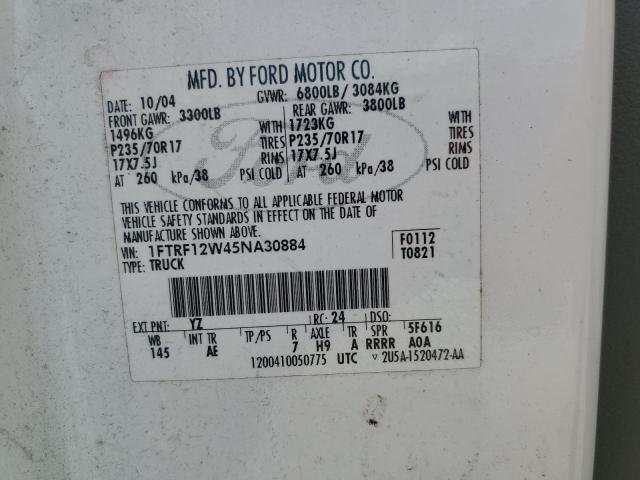 MFD. BY FORD MOTOR CO.
DATE: 10/04 GVWR: 6800LB/ 3084KG
FRONT GAWR: 3300LB REAR GAWR: 3800LB
1496KG WITH 1723KG WITH
P235/70R17 TIRES P235/70R17 TIRES
17X7.5J RIMS 17X7.5J RIMS
AT 260 kPa/38 PSI COLD AT 260 kPa/38 PSI COLD
Ford
THIS VEHICLE CONFORMS TO ALL APPLICABLE FEDERAL MOTOR
VEHICLE SAFETY STANDARDS IN EFFECT ON THE DATE OF
MANUFACTURE SHOWN ABOVE.
VIN: 1FTRF12W45NA30884 F0112
TYPE: TRUCK T0821
EXT PNT: YZ RC: 24 DSO:
WB INT TR TP/PS R AXLE TR SPR 5F616
145 AE 7 H9 A RRRR A0A
1200410050775 UTC ▽ 2U5A-1520472-AA